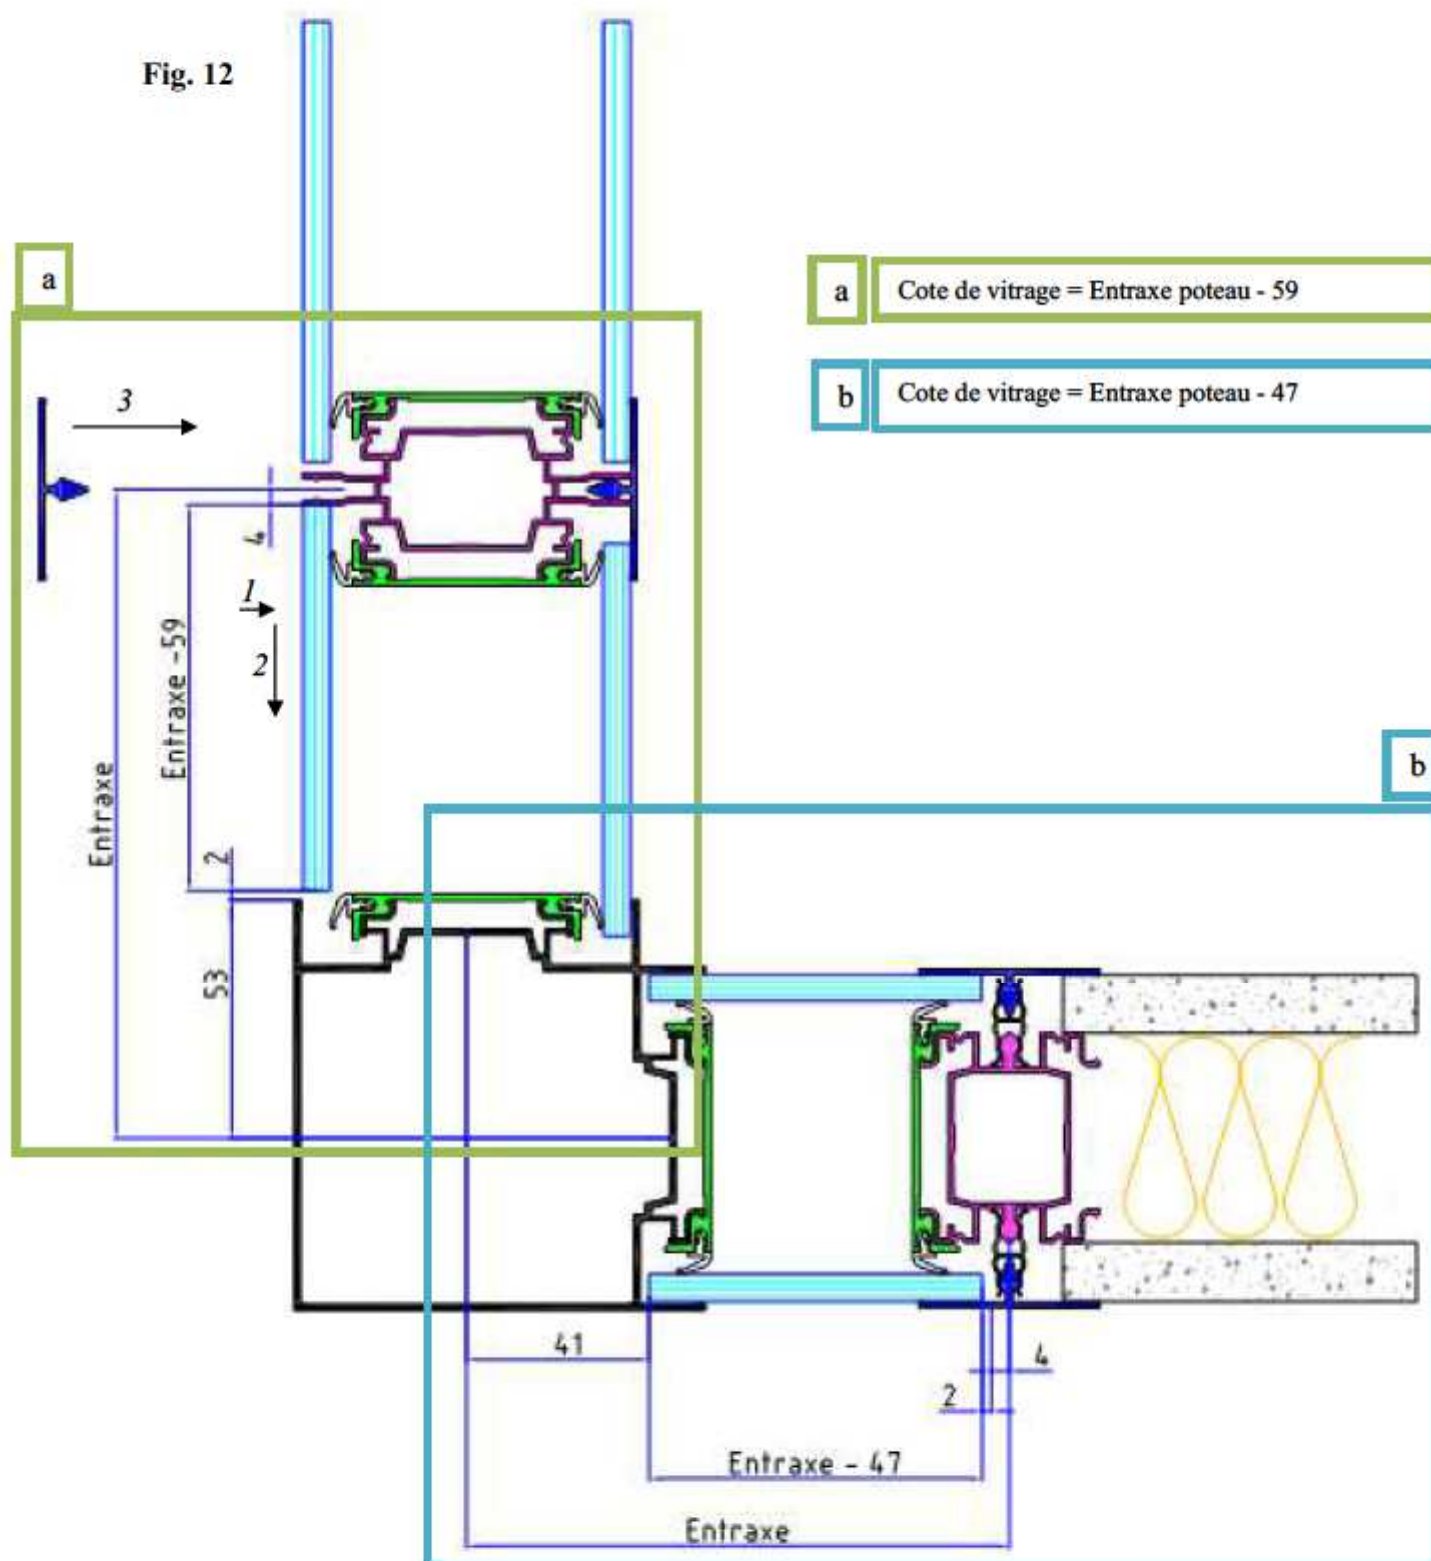 Fig. 12
a
a
Cote de vitrage = Entraxe poteau - 59
b
Cote de vitrage = Entraxe poteau - 47
3
4
1
2
Entraxe -59
Entraxe
2
53
b
41
4
2
Entraxe - 47
Entraxe